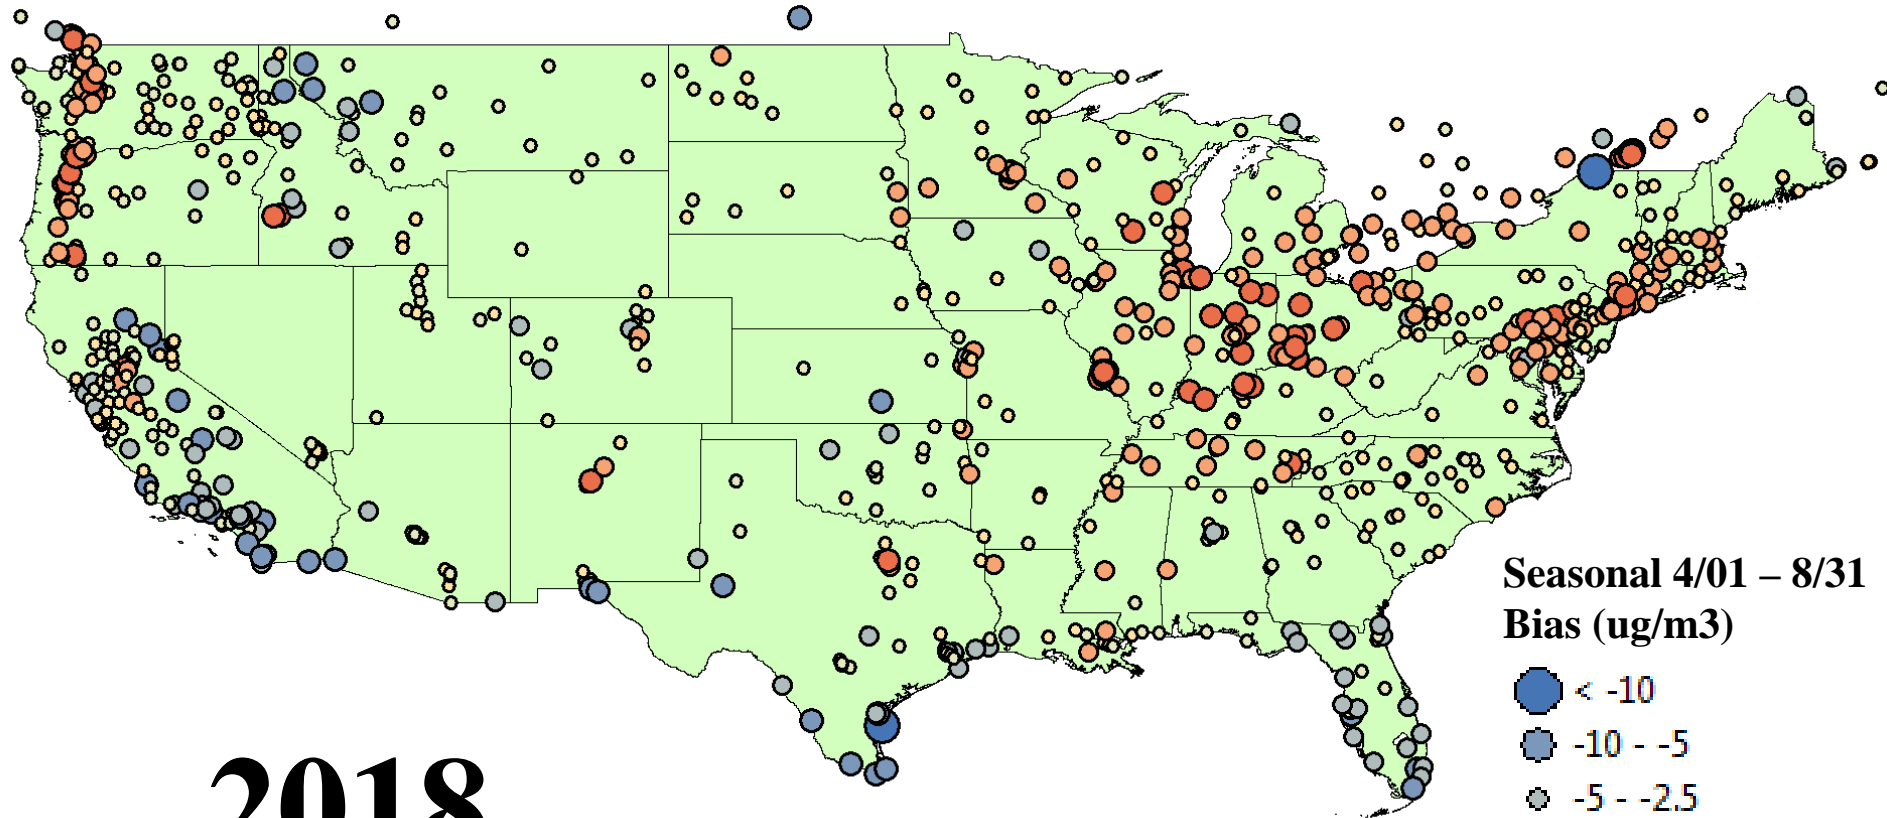 Seasonal 4/01 – 8/31
Bias (ug/m3)
< -10
-10 - -5
-5 - -2.5
2018